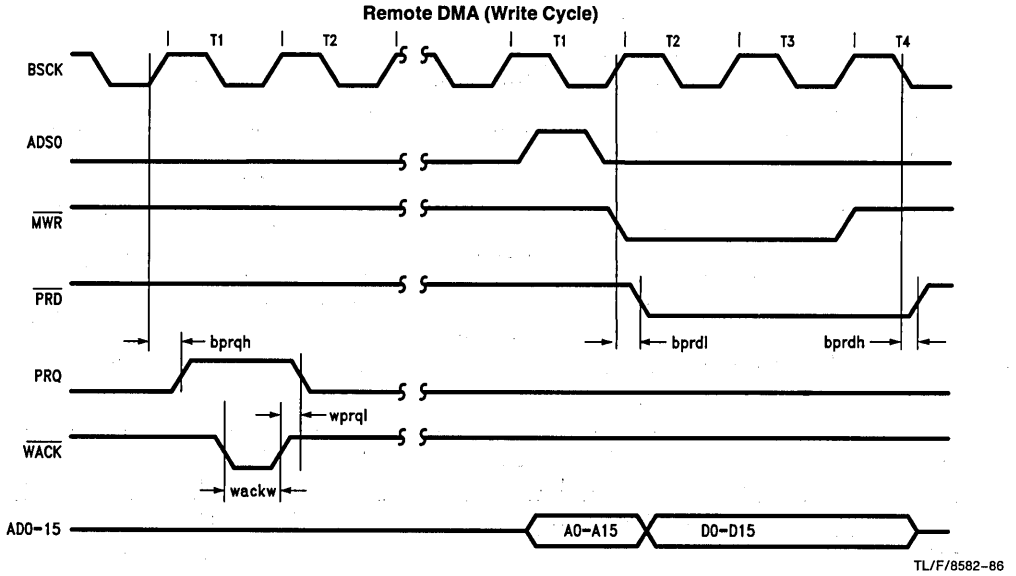 Remote DMA (Write Cycle)
T1 T2 T1 T2 T3 T4
BSCK
ADS0
MWR
PRD
bprqh bprdl bprdh
PRQ
wprql
WACK
wackw
AD0-15 A0-A15 D0-D15
TL/F/8582-86